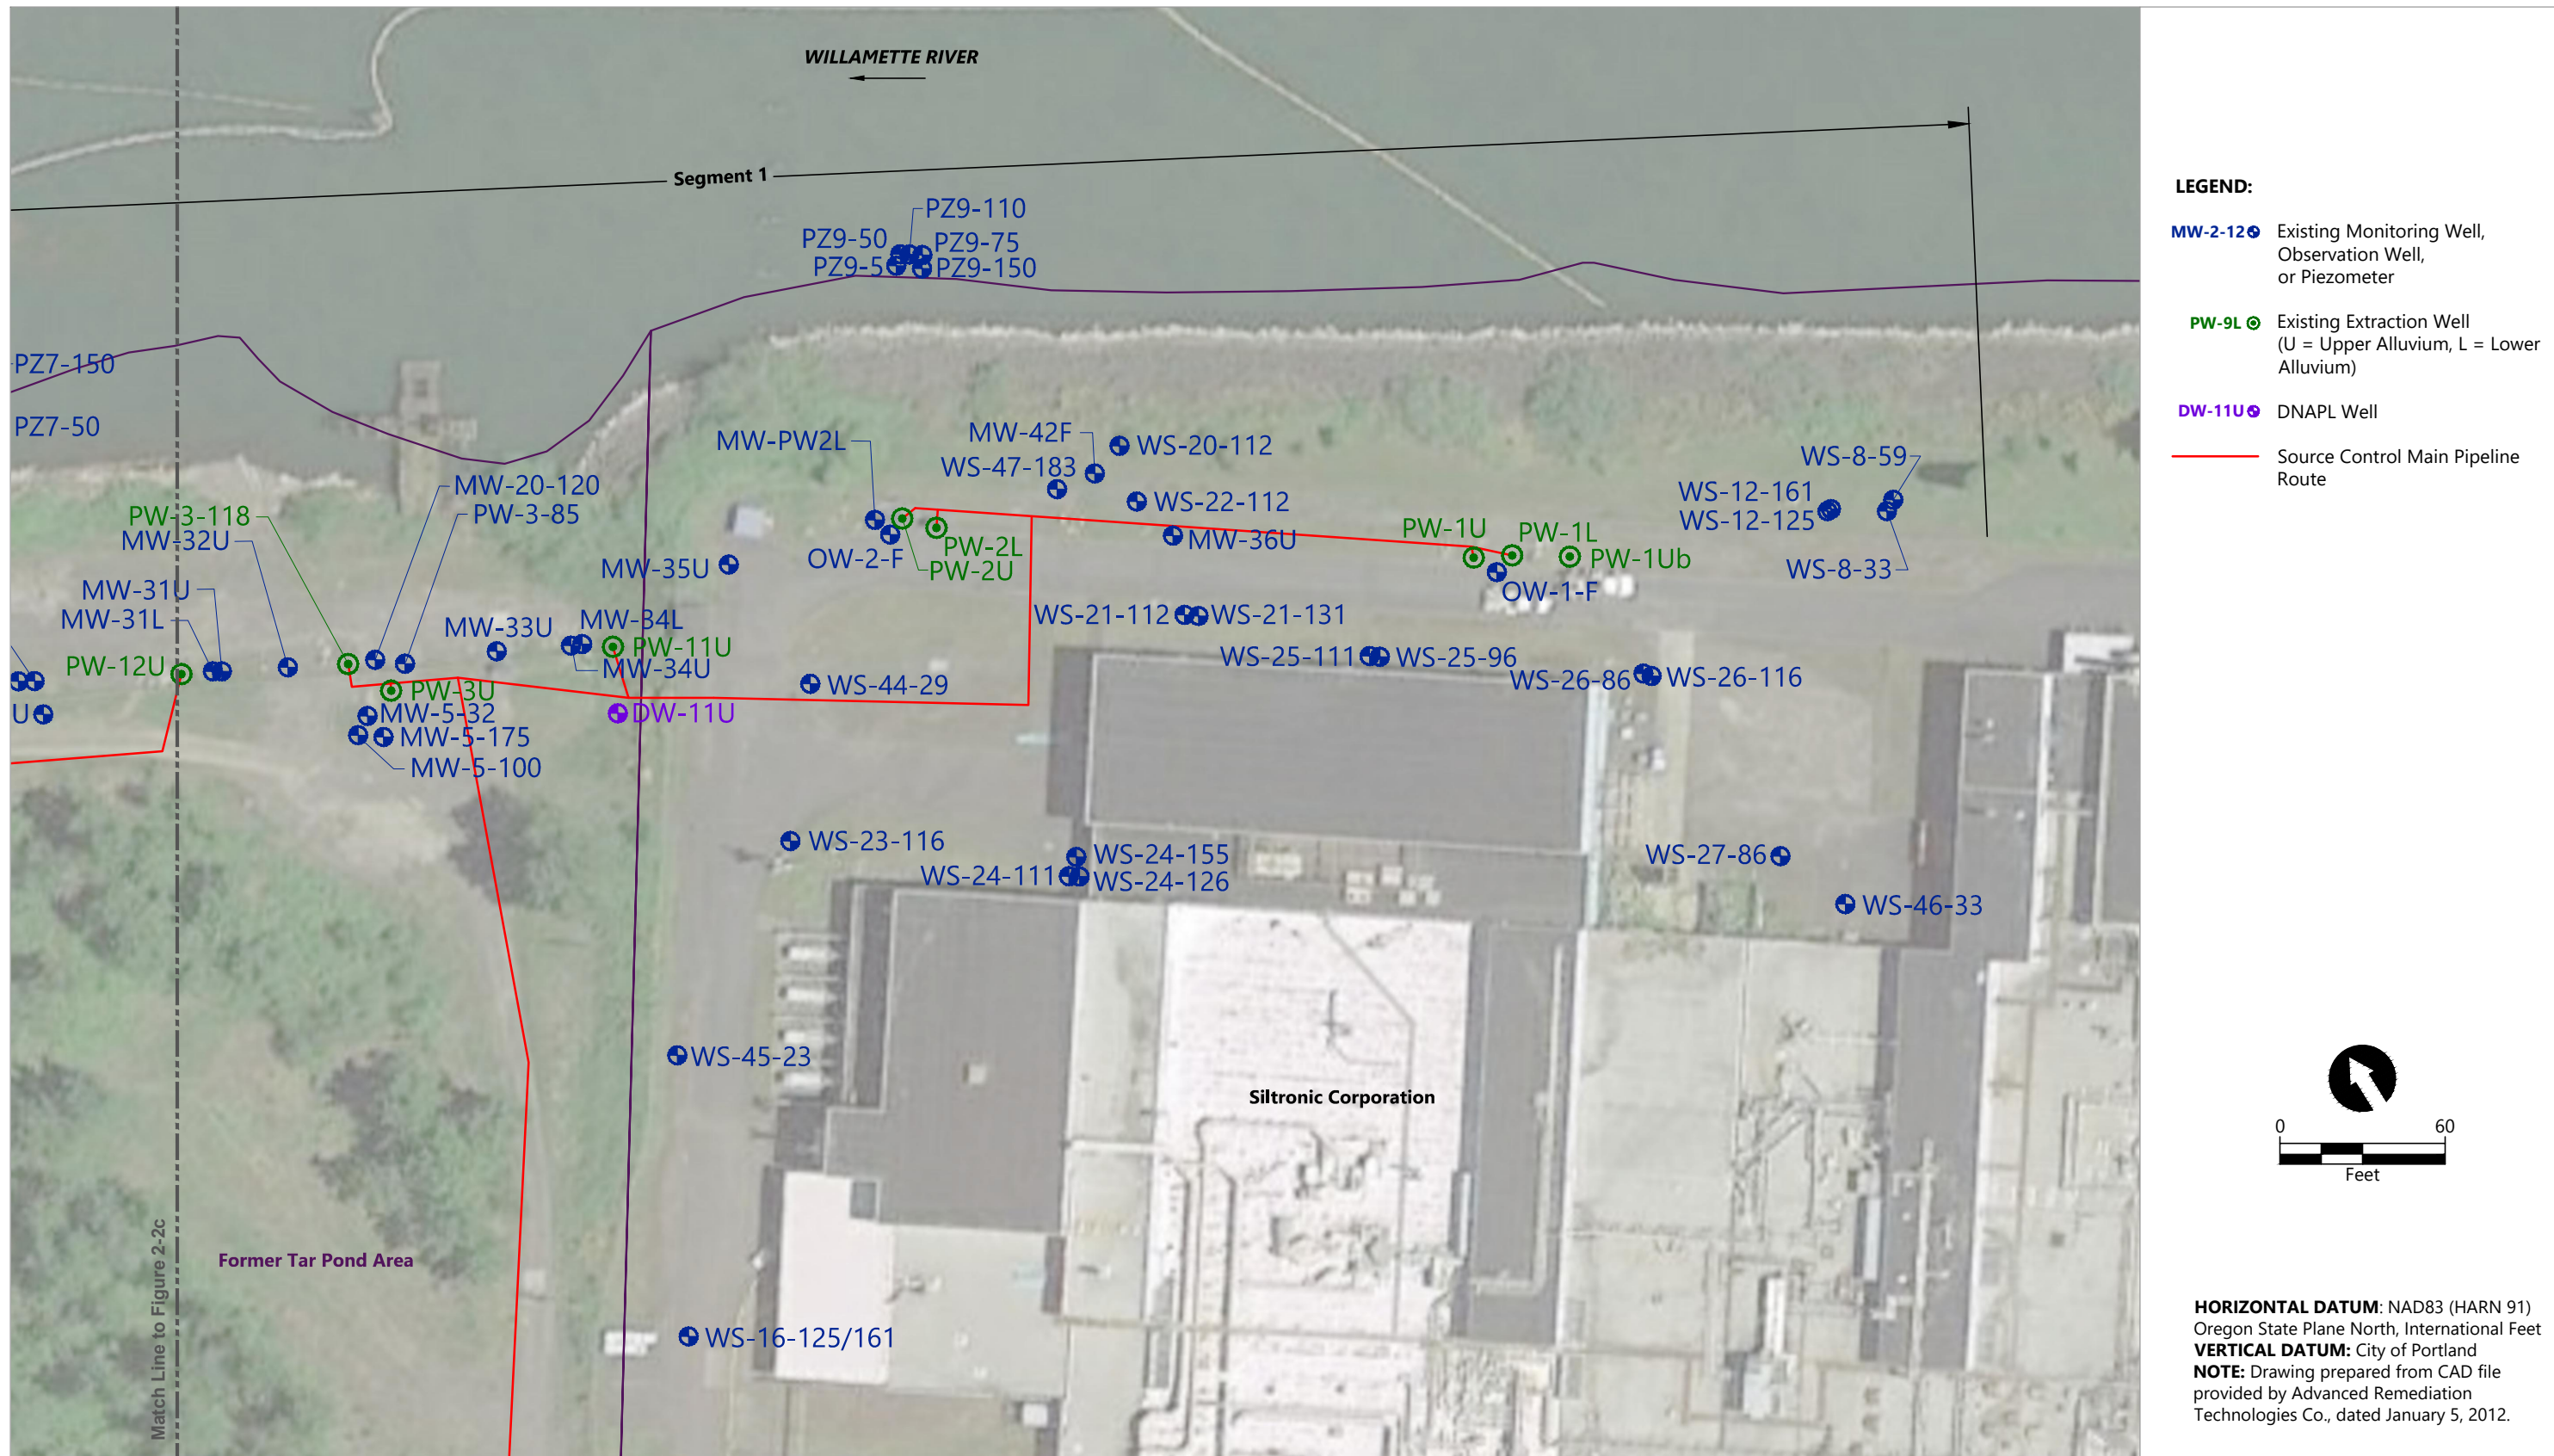 WILLAMETTE RIVER
Segment 1
PZ9-110
PZ9-50
PZ9-75
PZ9-5
PZ9-150
PZ7-150
PZ7-50
MW-PW2L
MW-42F
WS-20-112
WS-47-183
WS-22-112
WS-8-59
WS-12-161
WS-12-125
WS-8-33
MW-20-120
PW-3-85
PW-3-118
MW-32U
MW-31U
MW-31L
PW-12U
MW-33U
MW-34L
PW-11U
MW-34U
MW-35U
OW-2-F
PW-2L
PW-2U
MW-36U
PW-1U
PW-1L
PW-1Ub
OW-1-F
WS-21-112
WS-21-131
WS-25-111
WS-25-96
WS-26-86
WS-26-116
WS-44-29
PW-3U
U
MW-5-32
MW-5-175
MW-5-100
DW-11U
WS-23-116
WS-24-155
WS-24-111
WS-24-126
WS-27-86
WS-46-33
WS-45-23
Siltronic Corporation
Former Tar Pond Area
WS-16-125/161
Match Line to Figure 2-2c
LEGEND:
MW-2-12 Existing Monitoring Well,
Observation Well,
or Piezometer
PW-9L Existing Extraction Well
(U = Upper Alluvium, L = Lower
Alluvium)
DW-11U DNAPL Well
Source Control Main Pipeline
Route
0 60
Feet
HORIZONTAL DATUM: NAD83 (HARN 91)
Oregon State Plane North, International Feet
VERTICAL DATUM: City of Portland
NOTE: Drawing prepared from CAD file
provided by Advanced Remediation
Technologies Co., dated January 5, 2012.